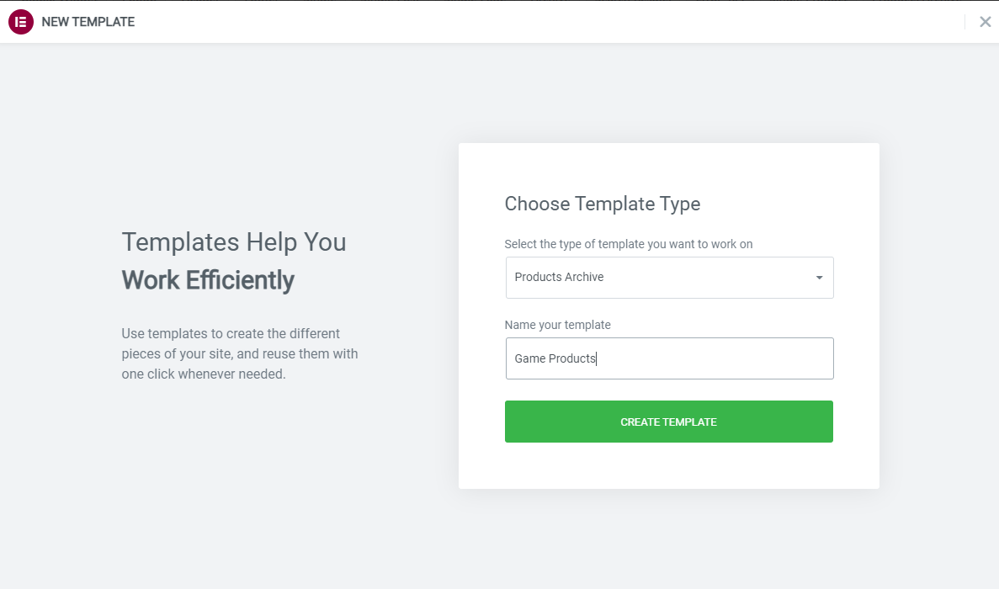 NEW TEMPLATE
Templates Help You
Work Efficiently
Use templates to create the different
pieces of your site, and reuse them with
one click whenever needed.
Choose Template Type
Select the type of template you want to work on
Products Archive
Name your template
Game Products
CREATE TEMPLATE